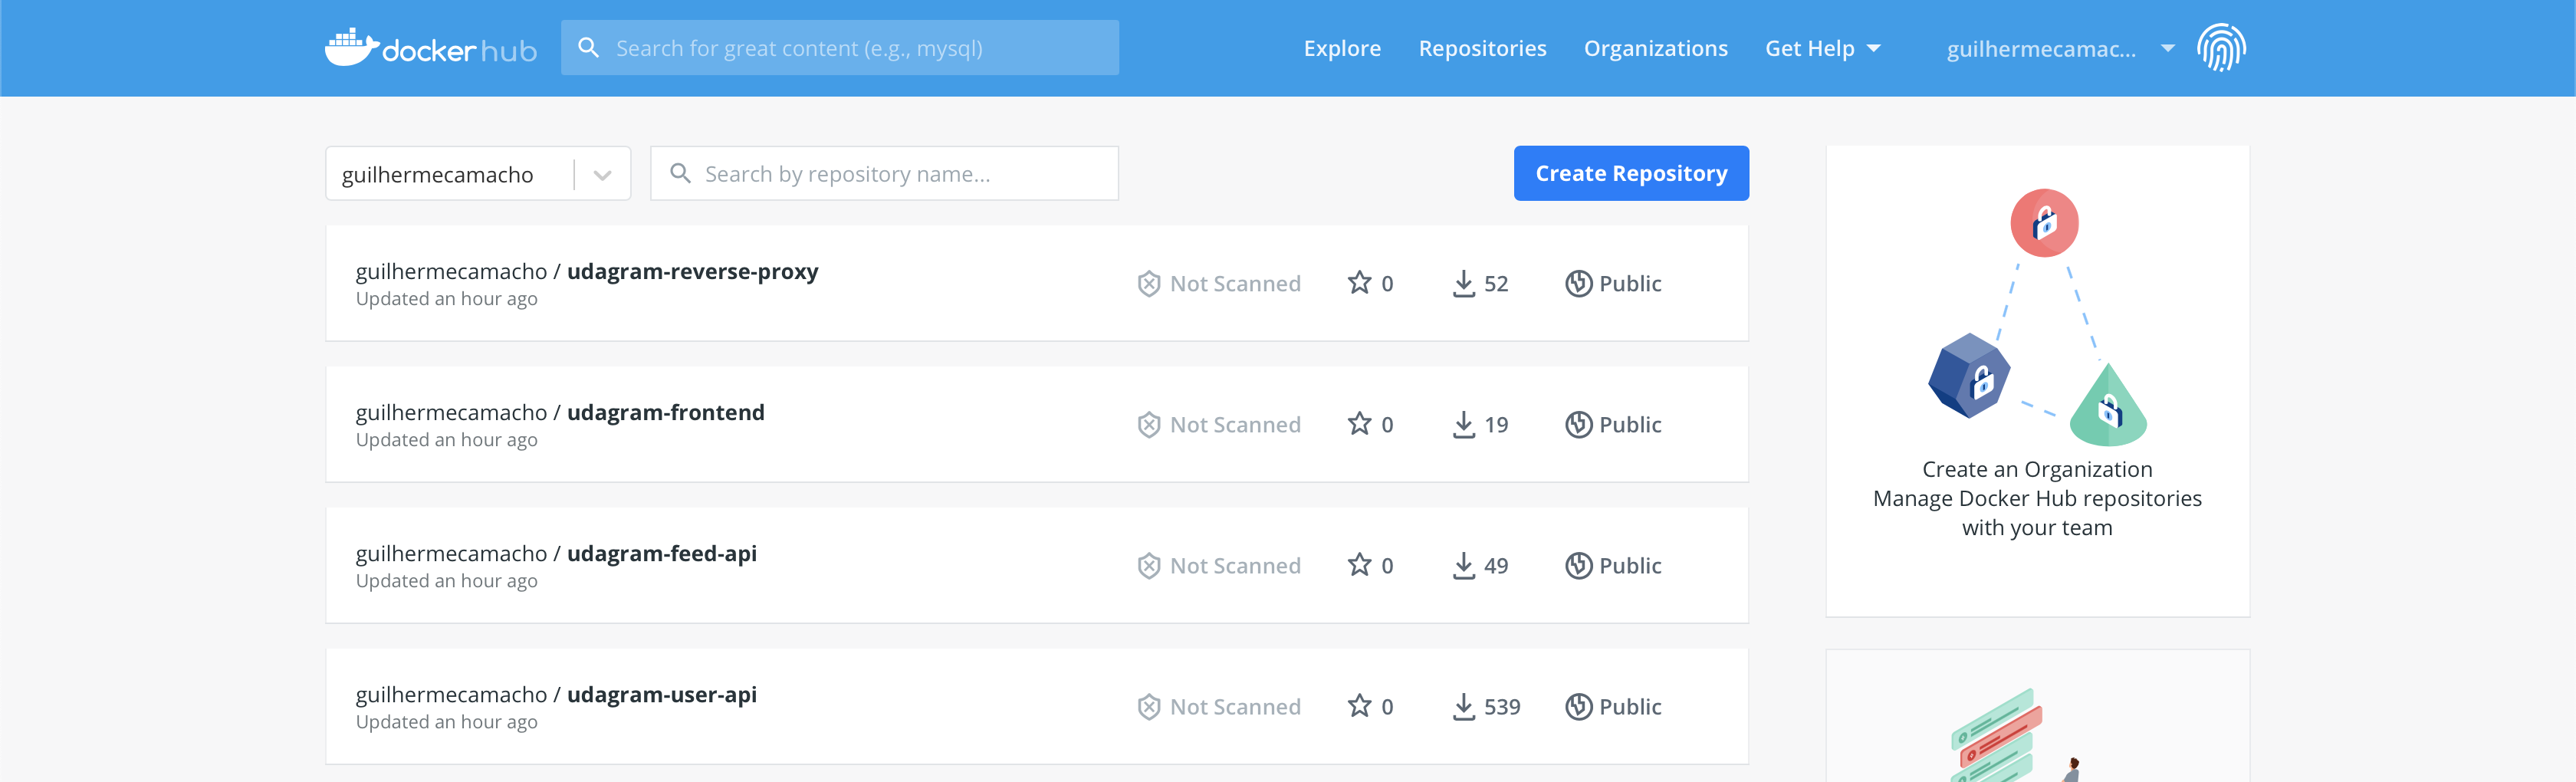 docker hub
Search for great content (e.g., mysql)
Explore
Repositories
Organizations
Get Help
guilhermecamac...
guilhermecamacho
Search by repository name...
Create Repository
guilhermecamacho / udagram-reverse-proxy
Updated an hour ago
Not Scanned
0
52
Public
guilhermecamacho / udagram-frontend
Updated an hour ago
Not Scanned
0
19
Public
guilhermecamacho / udagram-feed-api
Updated an hour ago
Not Scanned
0
49
Public
guilhermecamacho / udagram-user-api
Updated an hour ago
Not Scanned
0
539
Public
Create an Organization
Manage Docker Hub repositories
with your team